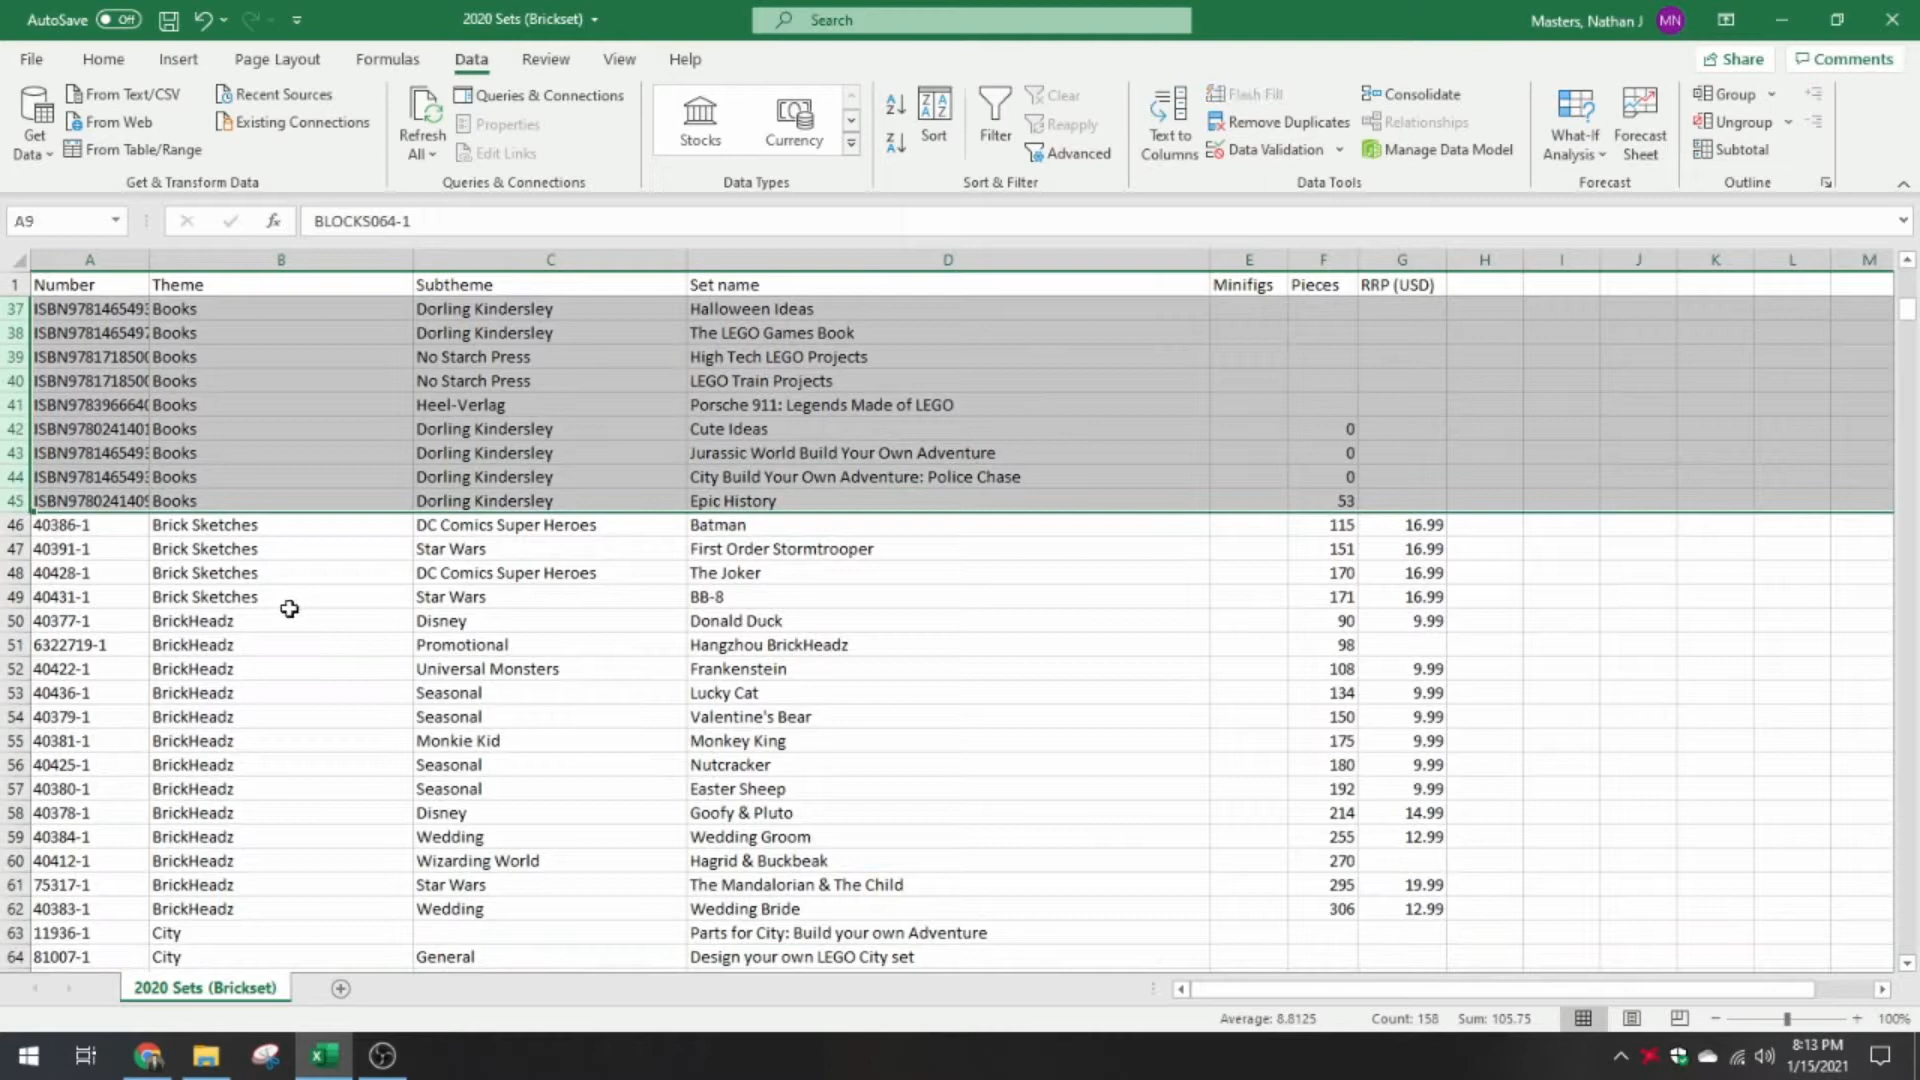 AutoSave Off 2020 Sets (Brickset) Search Masters, Nathan J MN
File Home Insert Page Layout Formulas Data Review View Help Share Comments
Get Data From Text/CSV From Web From Table/Range Recent Sources Existing Connections
Refresh All Queries & Connections Properties Edit Links
Stocks Currency
Sort Filter Clear Reapply Advanced
Text to Columns Flash Fill Remove Duplicates Data Validation Consolidate Relationships Manage Data Model
What-If Analysis Forecast Sheet
Group Ungroup Subtotal
Get & Transform Data Queries & Connections Data Types Sort & Filter Data Tools Forecast Outline
A9 fx BLOCKS064-1
A B C D E F G H I J K L M
1 Number Theme Subtheme Set name Minifigs Pieces RRP (USD)
37 ISBN978146549 Books Dorling Kindersley Halloween Ideas
38 ISBN978146549 Books Dorling Kindersley The LEGO Games Book
39 ISBN978171850 Books No Starch Press High Tech LEGO Projects
40 ISBN978171850 Books No Starch Press LEGO Train Projects
41 ISBN978396664 Books Heel-Verlag Porsche 911: Legends Made of LEGO
42 ISBN978024140 Books Dorling Kindersley Cute Ideas 0
43 ISBN978146549 Books Dorling Kindersley Jurassic World Build Your Own Adventure 0
44 ISBN978146549 Books Dorling Kindersley City Build Your Own Adventure: Police Chase 0
45 ISBN978024140 Books Dorling Kindersley Epic History 53
46 40386-1 Brick Sketches DC Comics Super Heroes Batman 115 16.99
47 40391-1 Brick Sketches Star Wars First Order Stormtrooper 151 16.99
48 40428-1 Brick Sketches DC Comics Super Heroes The Joker 170 16.99
49 40431-1 Brick Sketches Star Wars BB-8 171 16.99
50 40377-1 BrickHeadz Disney Donald Duck 90 9.99
51 6322719-1 BrickHeadz Promotional Hangzhou BrickHeadz 98
52 40422-1 BrickHeadz Universal Monsters Frankenstein 108 9.99
53 40436-1 BrickHeadz Seasonal Lucky Cat 134 9.99
54 40379-1 BrickHeadz Seasonal Valentine's Bear 150 9.99
55 40381-1 BrickHeadz Monkie Kid Monkey King 175 9.99
56 40425-1 BrickHeadz Seasonal Nutcracker 180 9.99
57 40380-1 BrickHeadz Seasonal Easter Sheep 192 9.99
58 40378-1 BrickHeadz Disney Goofy & Pluto 214 14.99
59 40384-1 BrickHeadz Wedding Wedding Groom 255 12.99
60 40412-1 BrickHeadz Wizarding World Hagrid & Buckbeak 270
61 75317-1 BrickHeadz Star Wars The Mandalorian & The Child 295 19.99
62 40383-1 BrickHeadz Wedding Wedding Bride 306 12.99
63 11936-1 City Parts for City: Build your own Adventure
64 81007-1 City General Design your own LEGO City set
2020 Sets (Brickset)
Average: 8.8125 Count: 158 Sum: 105.75 100%
8:13 PM
1/15/2021